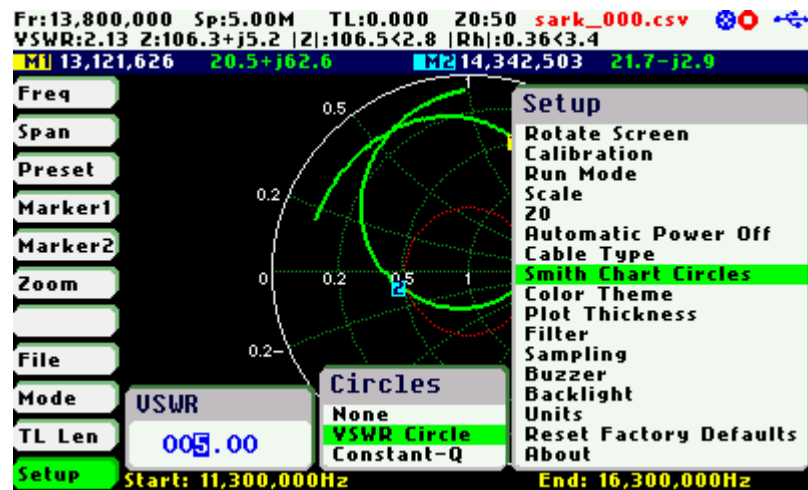 Fr:13,800,000 Sp:5.00M TL:0.000 Z0:50 sark_000.csv
VSWR:2.13 Z:106.3+j5.2 |Z|:106.5<2.8 |Rh|:0.36<3.4
M1 13,121,626 20.5+j62.6 M2 14,342,503 21.7-j2.9
Freq
Span
Preset
Marker1
Marker2
Zoom
File
Mode
TL Len
Setup
1
0.5
0.2
0 0.2 0.5 1
2
0.2
VSWR
005.00
Circles
None
VSWR Circle
Constant-Q
Setup
Rotate Screen
Calibration
Run Mode
Scale
Z0
Automatic Power Off
Cable Type
Smith Chart Circles
Color Theme
Plot Thickness
Filter
Sampling
Buzzer
Backlight
Units
Reset Factory Defaults
About
Start: 11,300,000Hz End: 16,300,000Hz